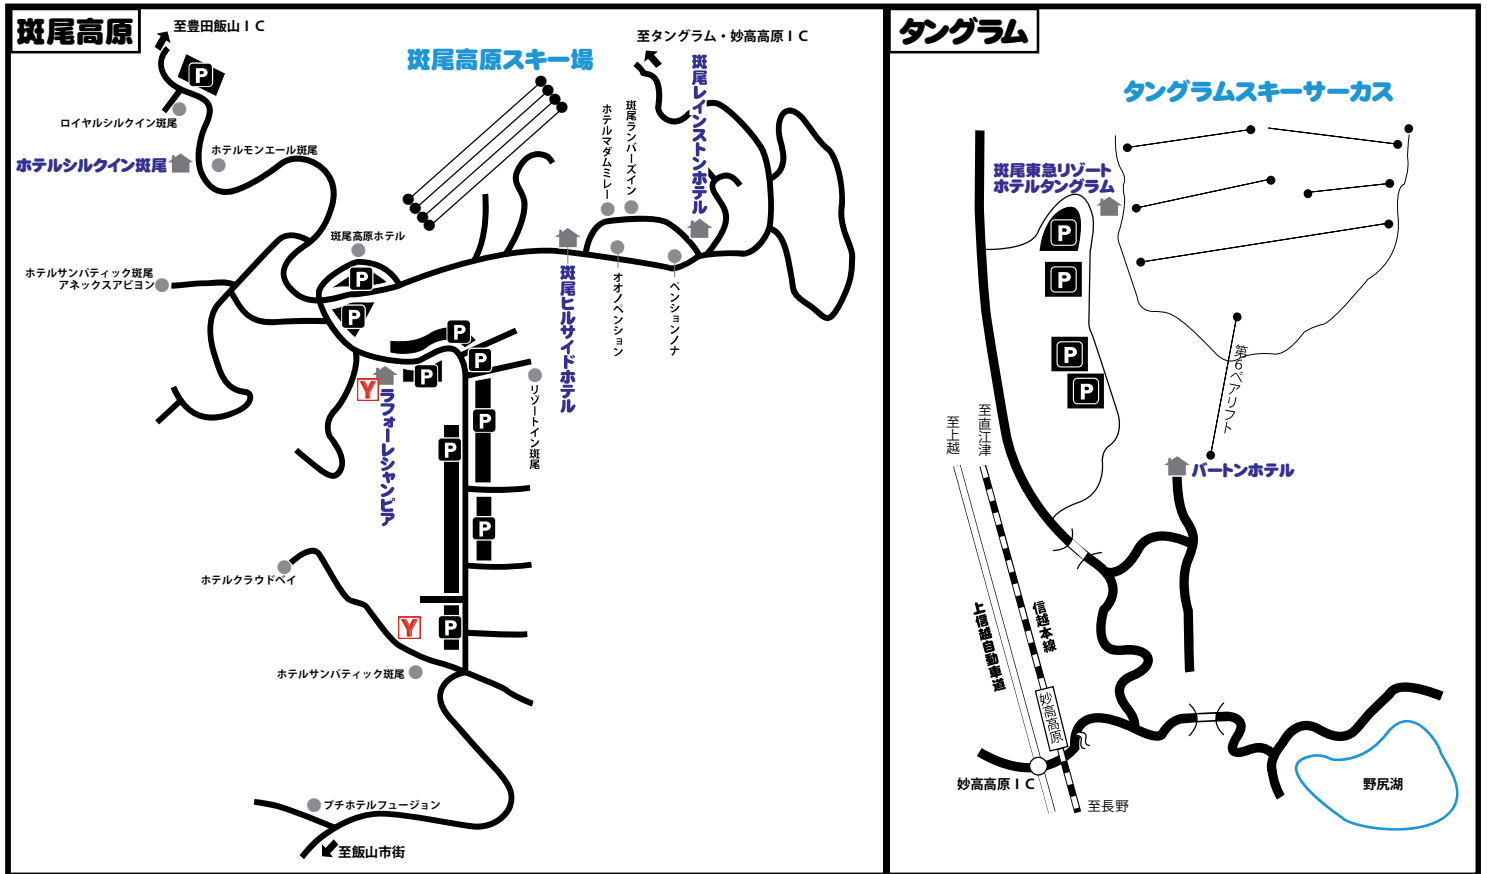 斑尾高原
至豊田飯山ＩＣ
P
ロイヤルシルクイン斑尾
ホテルシルクイン斑尾
ホテルモンエール斑尾
斑尾高原スキー場
至タングラム・妙高高原ＩＣ
斑尾レインストンホテル
斑尾ランバーズイン
ホテルマダムミレー
斑尾高原ホテル
P
P
ホテルサンパティック斑尾
アネックスアビヨン
斑尾ヒルサイドホテル
オオノペンション
ペンションノナ
P
P
P
Y
ラフォーレシャンピア
リゾートイン斑尾
P
P
P
ホテルクラウドベイ
Y
P
ホテルサンパティック斑尾
プチホテルフュージョン
至飯山市街
タングラム
タングラムスキーサーカス
斑尾東急リゾート
ホテルタングラム
P
P
P
P
第６ペアリフト
バートンホテル
至上越
至直江津
上信越自動車道
信越本線
妙高高原
妙高高原ＩＣ
至長野
野尻湖